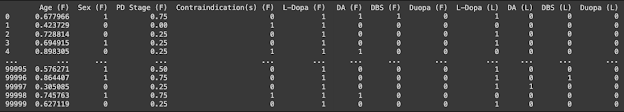 Age (F) Sex (F) PD Stage (F) Contraindication(s) (F) L-Dopa (F) DA (F) DBS (F) Duopa (F) L-Dopa (L) DA (L) DBS (L) Duopa (L)
0 0.677966 1 0.75 0 1 1 1 0 1 0 0 0
1 0.423729 0 0.00 0 1 0 0 0 1 0 0 0
2 0.728814 0 0.25 0 1 0 0 0 1 0 0 0
3 0.694915 1 0.25 0 1 0 0 0 1 0 0 0
4 0.898305 1 0.25 0 1 1 0 0 1 0 0 0
... ... ... ... ... ... ... ... ... ... ... ... ...
99995 0.576271 1 0.50 0 1 0 0 0 1 0 0 0
99996 0.864407 1 0.75 0 1 0 0 0 1 0 1 0
99997 0.305085 0 0.25 0 1 0 0 0 1 1 0 0
99998 0.745763 1 0.75 0 1 1 0 0 1 0 0 0
99999 0.627119 0 0.25 0 1 0 0 0 1 0 0 0